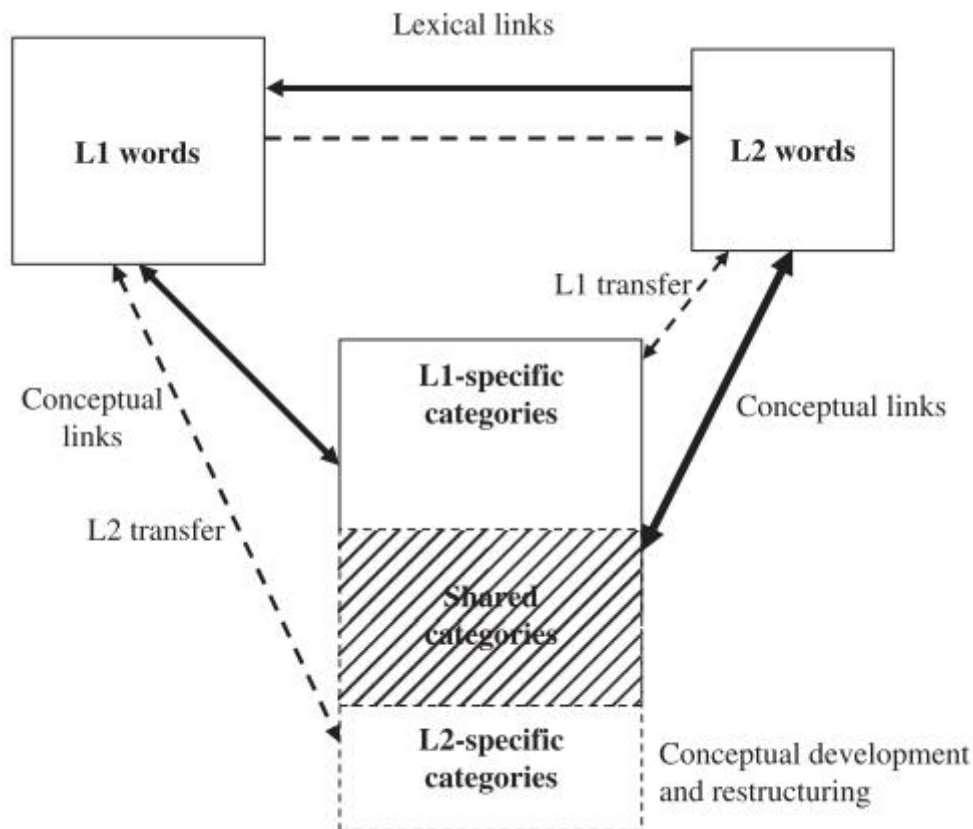 Lexical links
L1 words
L2 words
L1 transfer
L1-specific
categories
Conceptual
links
Conceptual links
L2 transfer
Shared
categories
L2-specific
categories
Conceptual development
and restructuring